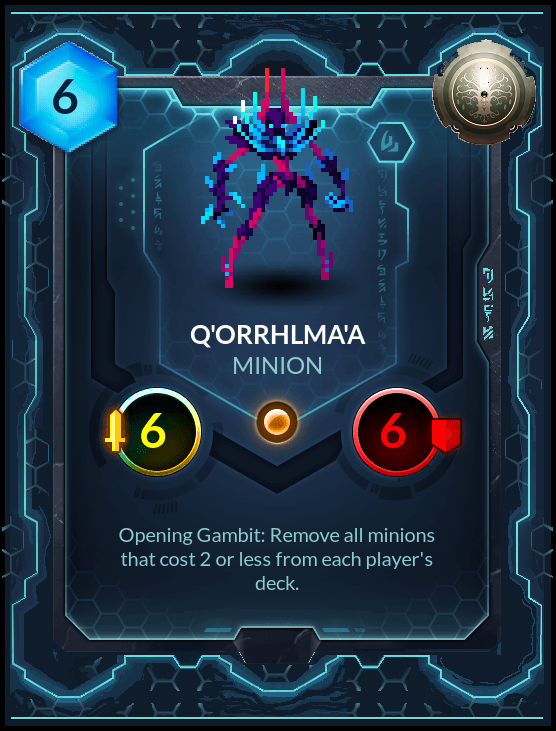 6
Q'ORRHLMA'A
MINION
6 6
Opening Gambit: Remove all minions
that cost 2 or less from each player's
deck.